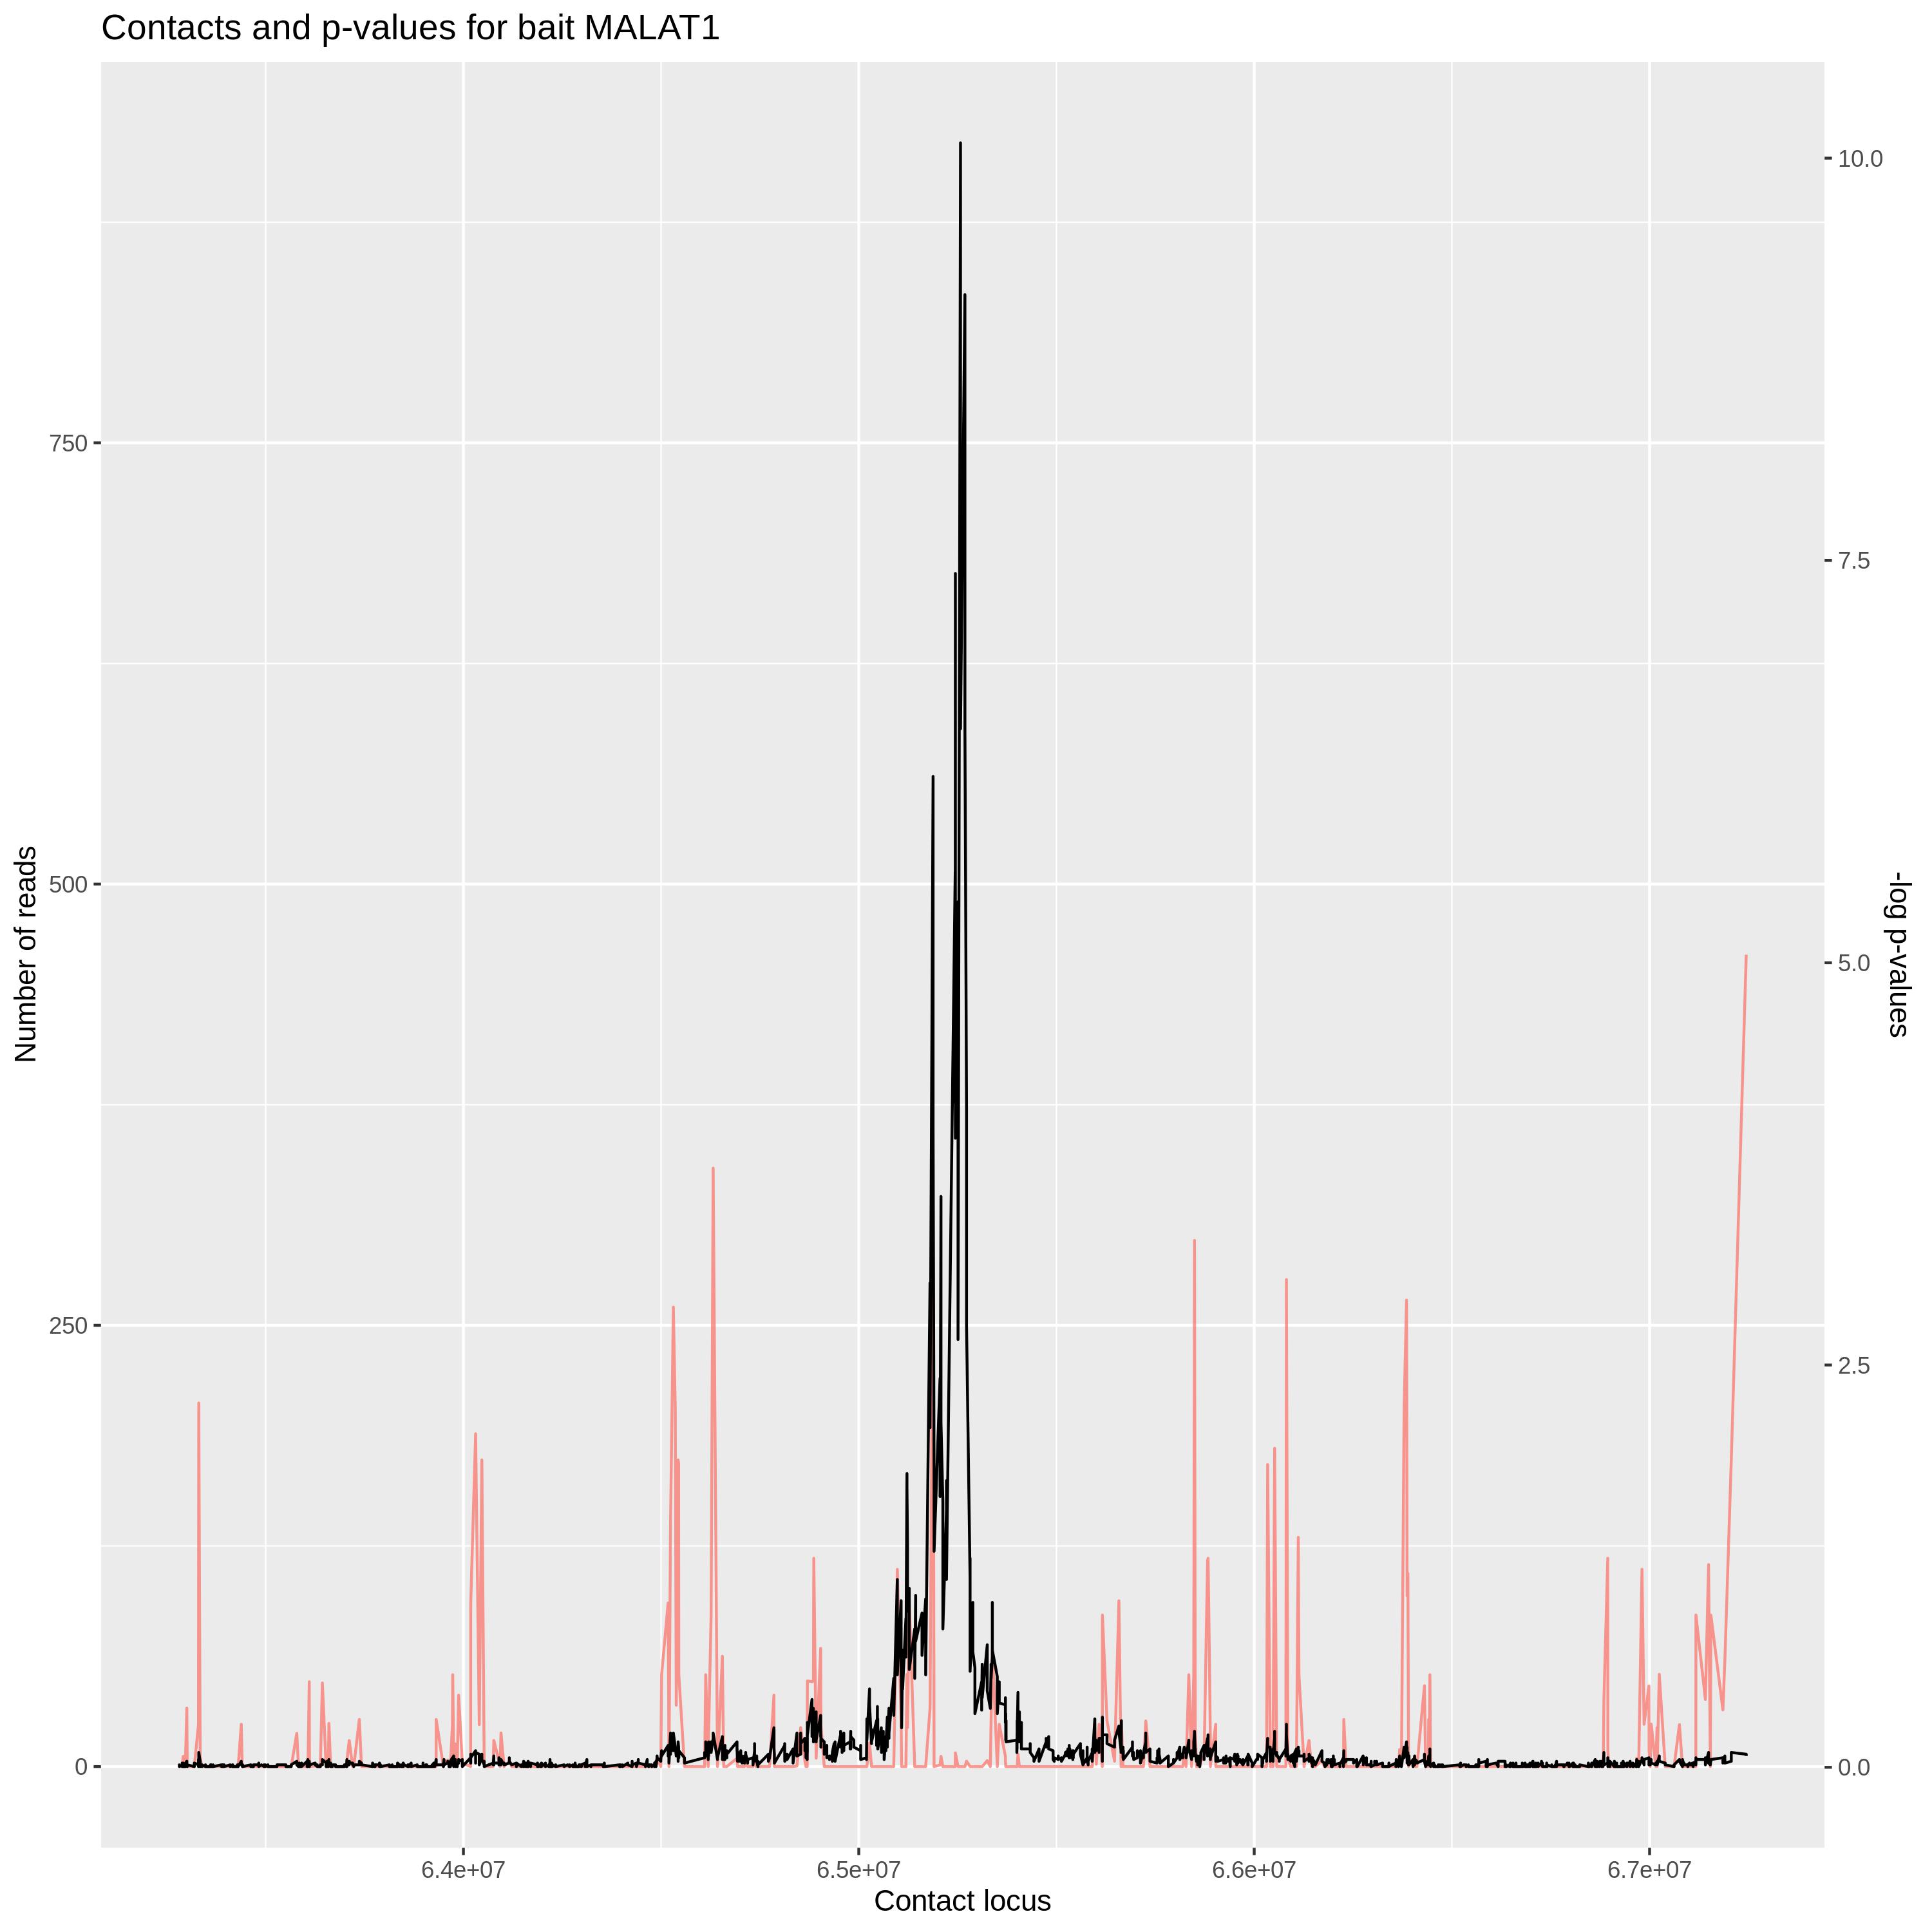 Contacts and p-values for bait MALAT1
10.0
750
7.5
Number of reads
500
5.0
-log p-values
250
2.5
0
0.0
6.4e+07 6.5e+07 6.6e+07 6.7e+07
Contact locus